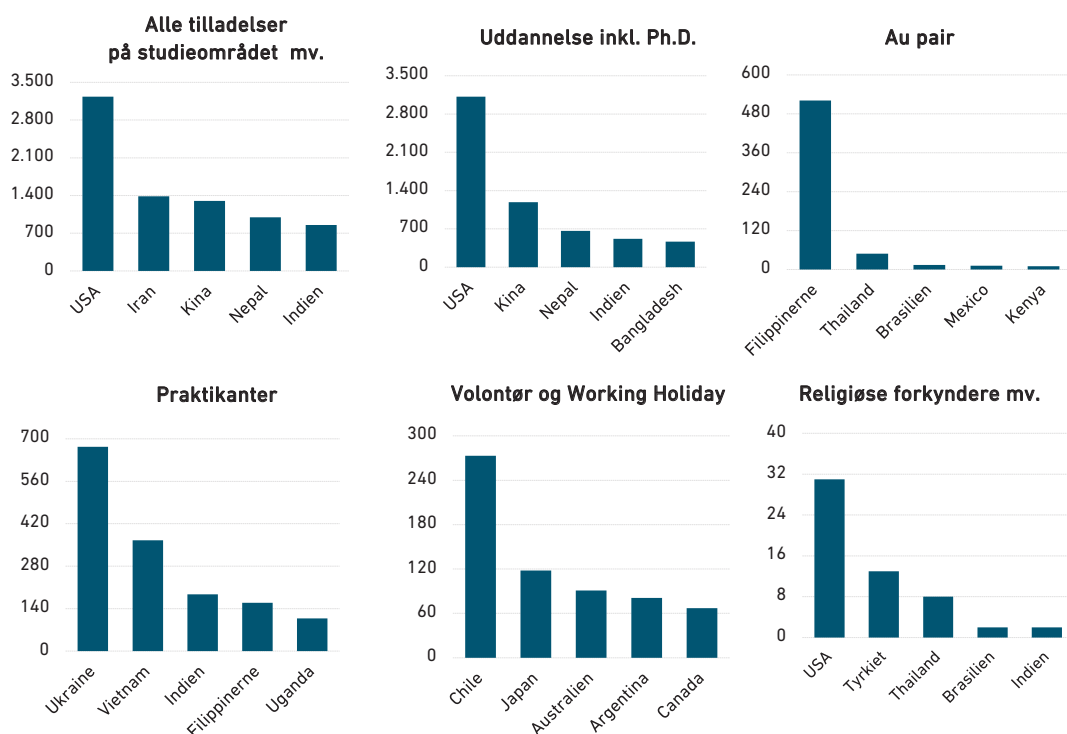 Alle tilladelser
på studieområdet mv.
3.500
2.800
2.100
1.400
700
0
USA
Iran
Kina
Nepal
Indien
Uddannelse inkl. Ph.D.
3.500
2.800
2.100
1.400
700
0
USA
Kina
Nepal
Indien
Bangladesh
Au pair
600
480
360
240
120
0
Filippinerne
Thailand
Brasilien
Mexico
Kenya
Praktikanter
700
560
420
280
140
0
Ukraine
Vietnam
Indien
Filippinerne
Uganda
Volontør og Working Holiday
300
240
180
120
60
0
Chile
Japan
Australien
Argentina
Canada
Religiøse forkyndere mv.
40
32
24
16
8
0
USA
Tyrkiet
Thailand
Brasilien
Indien